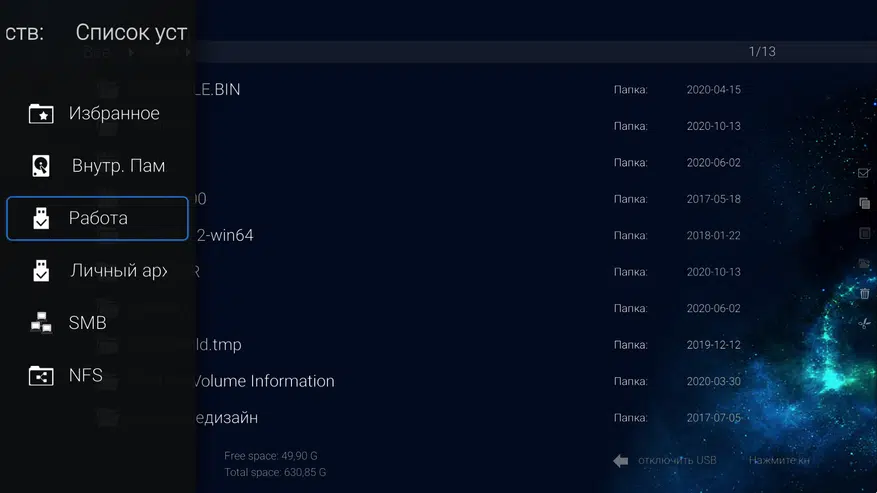 ств:
Список уст
1/13
Избранное
Внутр. Пам
Работа
Личный арх
SMB
NFS
LE.BIN
Папка:
2020-04-15
Папка:
2020-10-13
Папка:
2020-06-02
00
Папка:
2017-05-18
2-win64
Папка:
2018-01-22
R
Папка:
2020-10-13
Папка:
2020-06-02
ld.tmp
Папка:
2019-12-12
Volume Information
Папка:
2020-03-30
едизайн
Папка:
2017-07-05
Free space: 49,90 G
Total space: 630,85 G
отключить USB
Нажмите кн